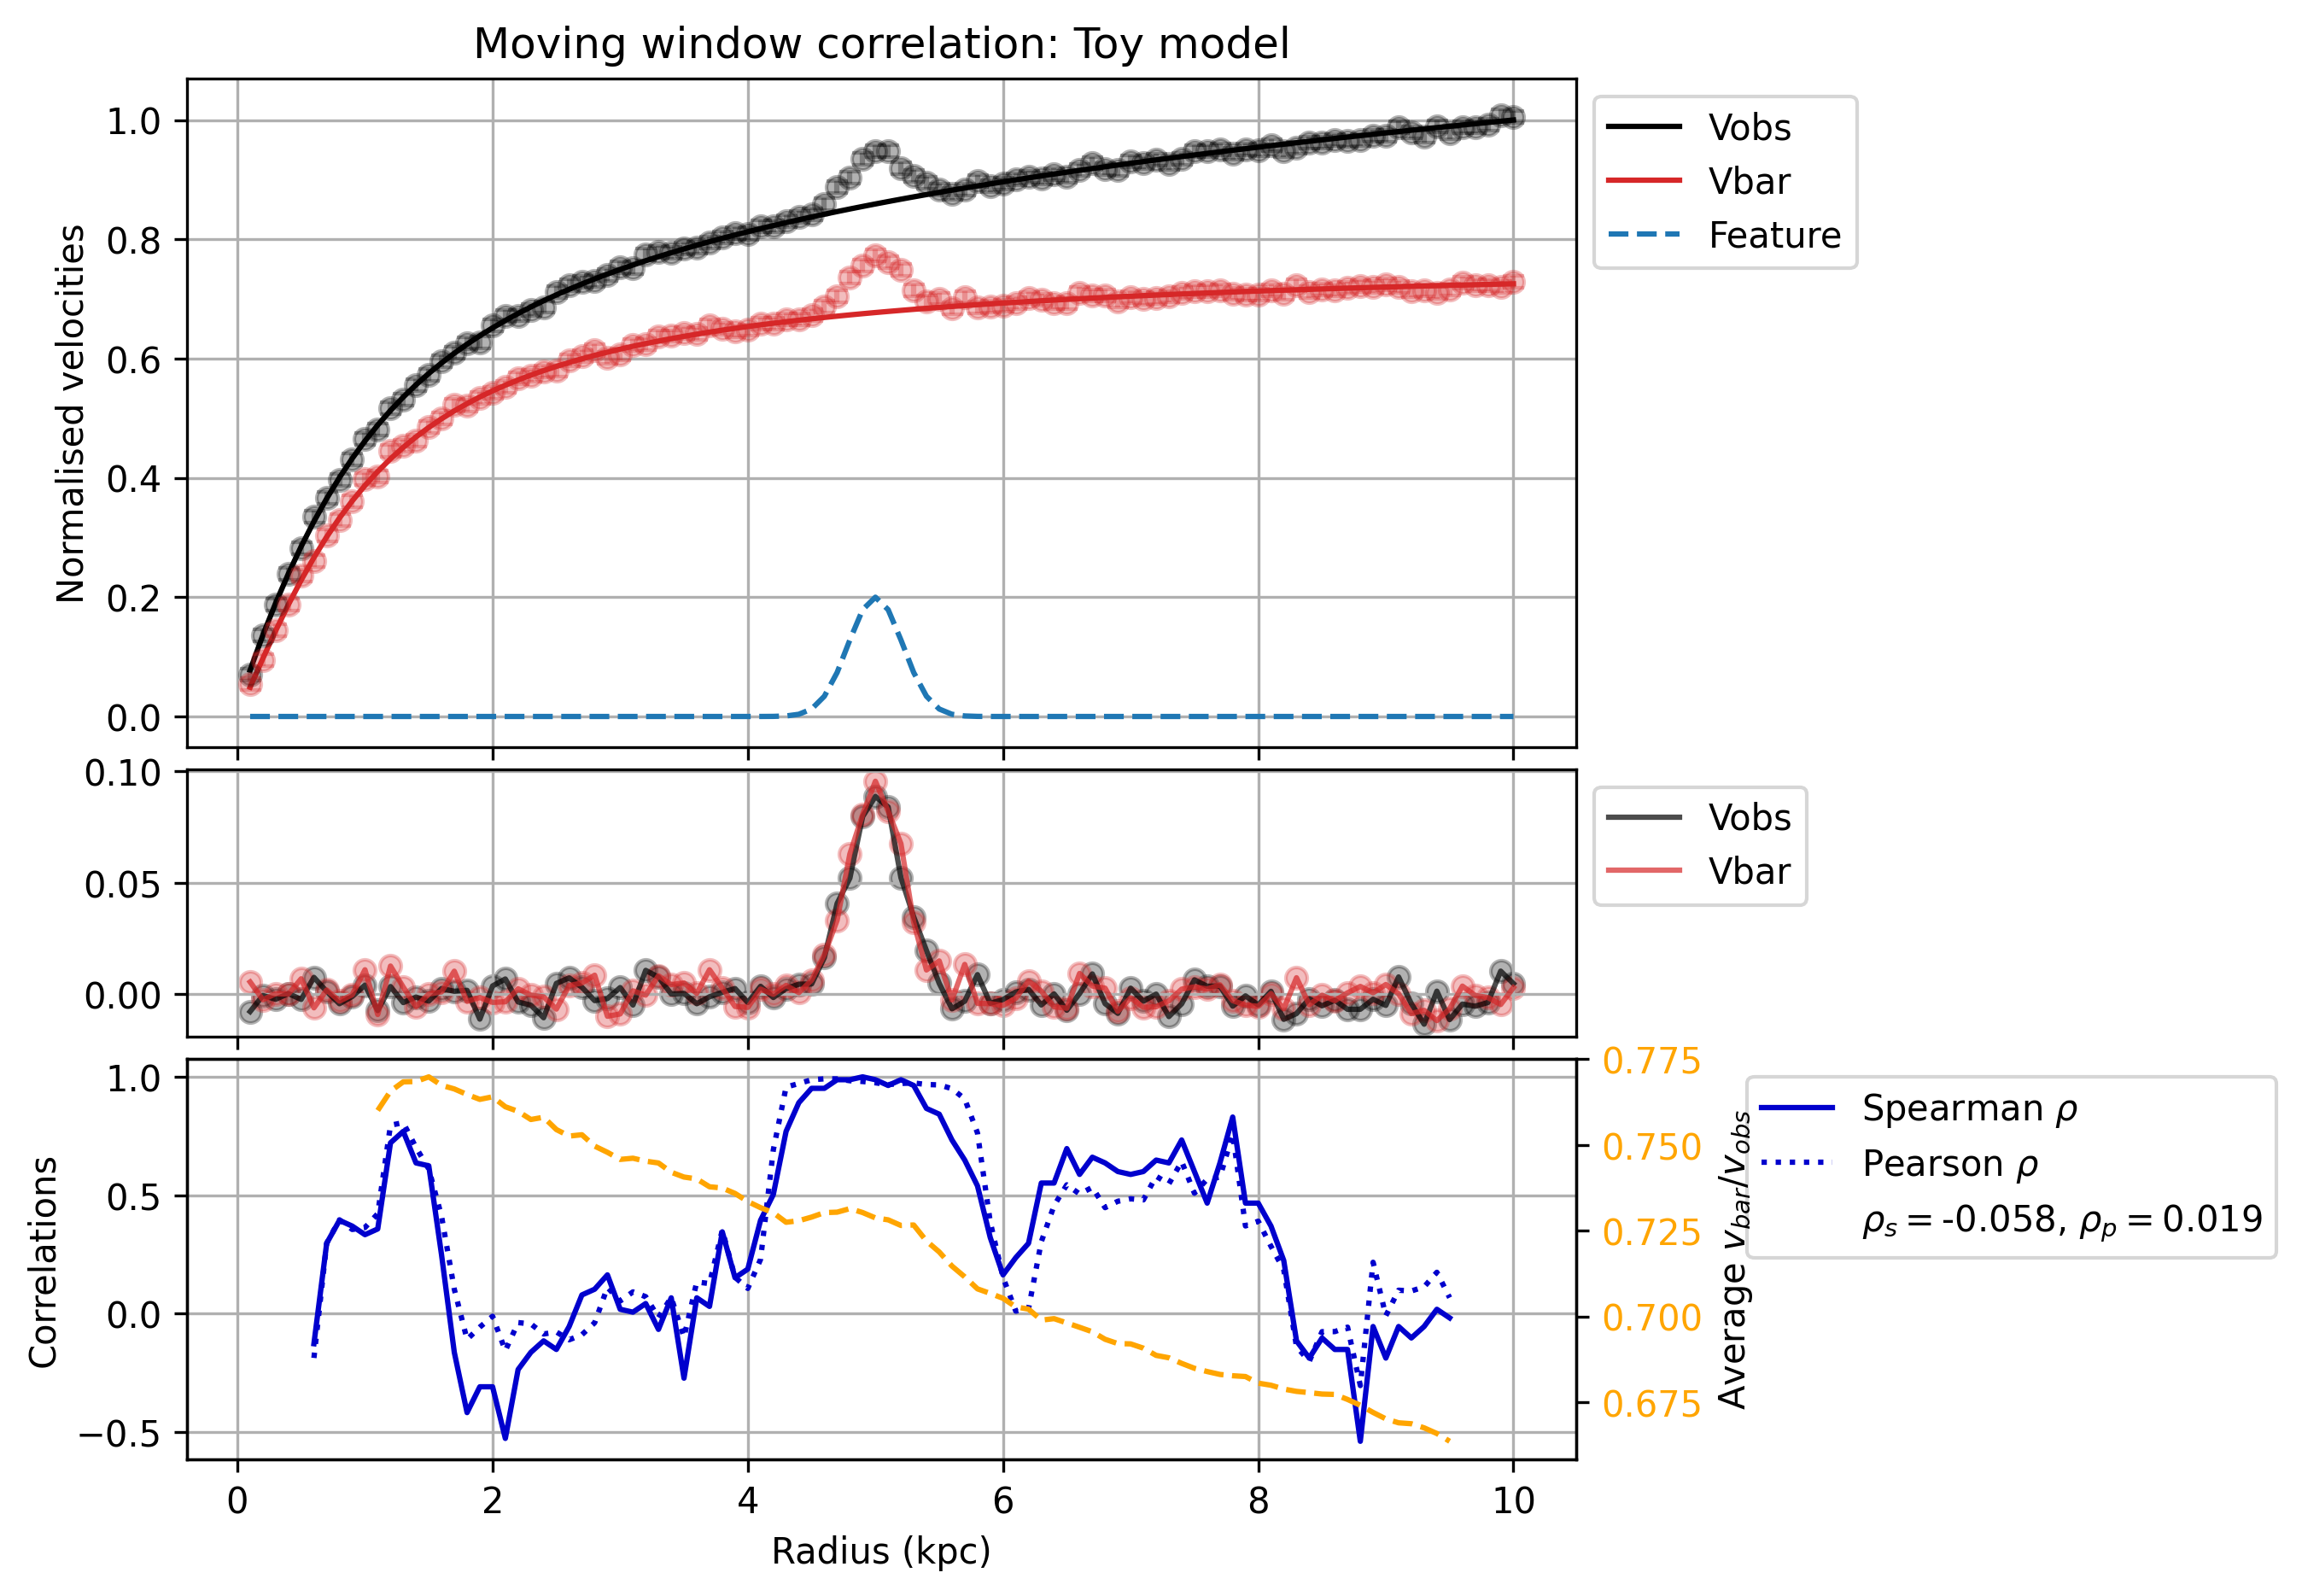 Moving window correlation: Toy model
Normalised velocities
1.0
0.8
0.6
0.4
0.2
0.0
Vobs
Vbar
Feature
0.10
0.05
0.00
Vobs
Vbar
Correlations
1.0
0.5
0.0
−0.5
0.775
0.750
0.725
0.700
0.675
Average v_bar/v_obs
Spearman ρ
Pearson ρ
ρ_s = -0.058, ρ_p = 0.019
0 2 4 6 8 10
Radius (kpc)